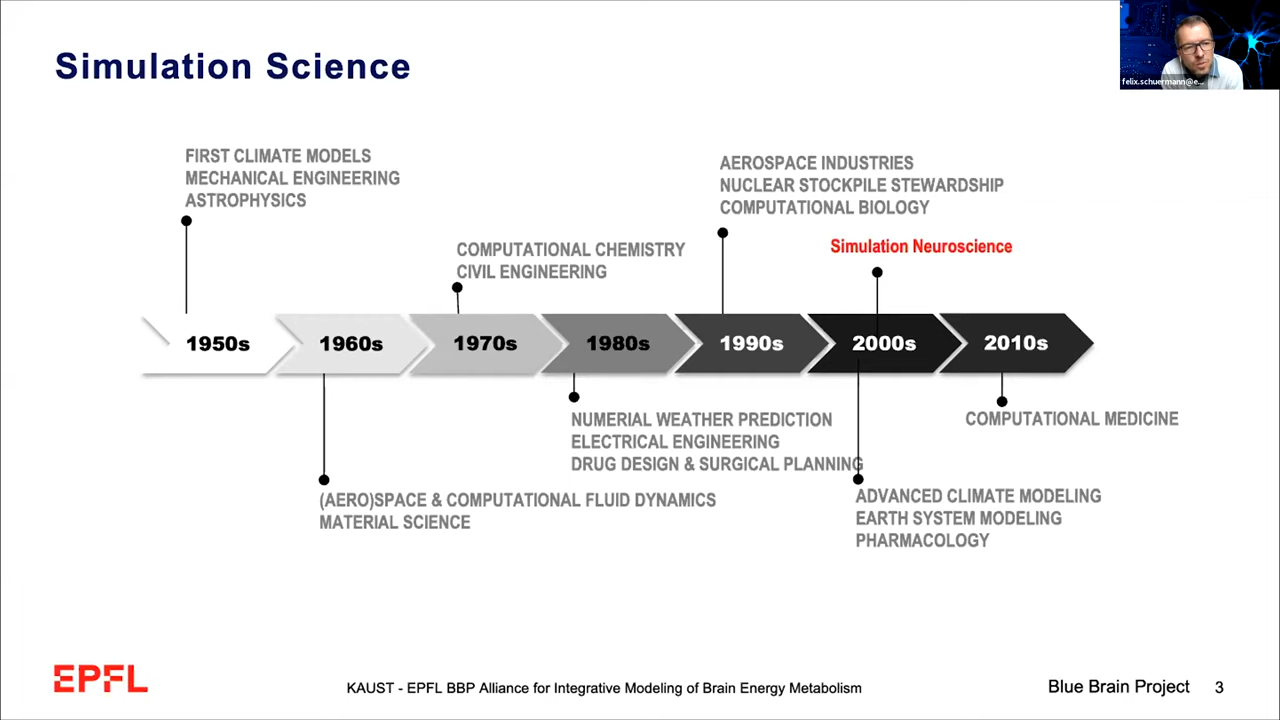 Simulation Science
felix.schuermann@e...
FIRST CLIMATE MODELS
MECHANICAL ENGINEERING
ASTROPHYSICS
AEROSPACE INDUSTRIES
NUCLEAR STOCKPILE STEWARDSHIP
COMPUTATIONAL BIOLOGY
COMPUTATIONAL CHEMISTRY
CIVIL ENGINEERING
Simulation Neuroscience
1950s
1960s
1970s
1980s
1990s
2000s
2010s
NUMERIAL WEATHER PREDICTION
ELECTRICAL ENGINEERING
DRUG DESIGN & SURGICAL PLANNING
COMPUTATIONAL MEDICINE
(AERO)SPACE & COMPUTATIONAL FLUID DYNAMICS
MATERIAL SCIENCE
ADVANCED CLIMATE MODELING
EARTH SYSTEM MODELING
PHARMACOLOGY
EPFL
KAUST - EPFL BBP Alliance for Integrative Modeling of Brain Energy Metabolism
Blue Brain Project
3